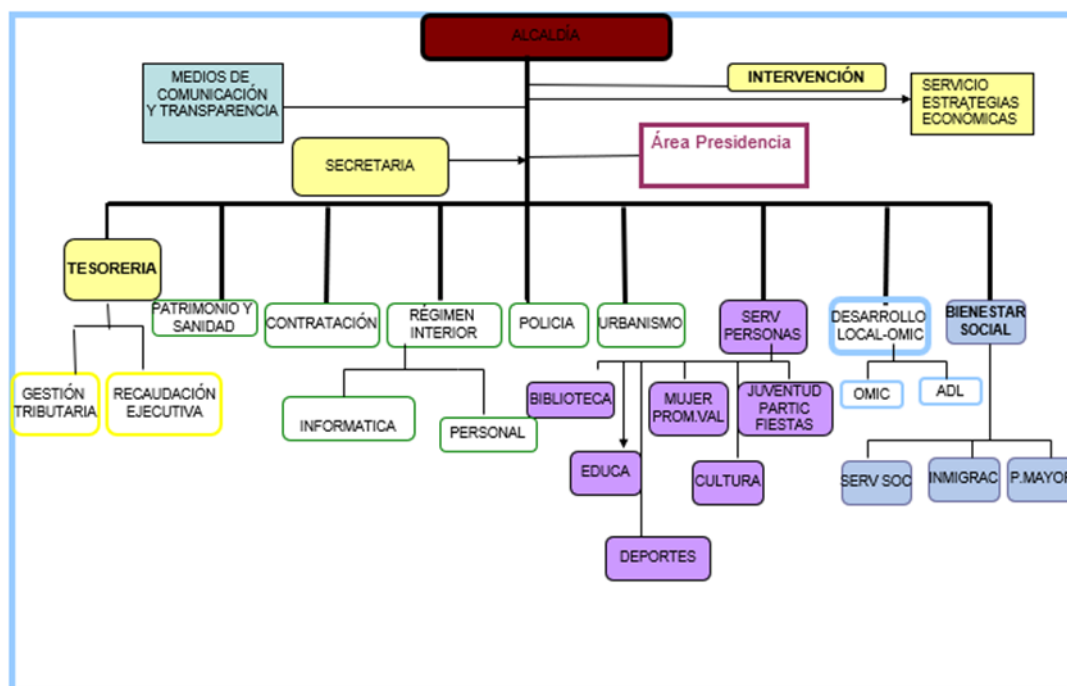 ALCALDÍA
MEDIOS DE
COMUNICACIÓN
Y TRANSPARENCIA
INTERVENCIÓN
SERVICIO
ESTRATEGIAS
ECONÓMICAS
SECRETARIA
Área Presidencia
TESORERIA
PATRIMONIO Y
SANIDAD
CONTRATACIÓN
RÉGIMEN
INTERIOR
POLICIA
URBANISMO
SERV
PERSONAS
DESARROLLO
LOCAL-OMIC
BIENESTAR
SOCIAL
GESTIÓN
TRIBUTARIA
RECAUDACIÓN
EJECUTIVA
INFORMATICA
PERSONAL
BIBLIOTECA
MUJER
PROM.VAL
JUVENTUD
PARTIC
FIESTAS
OMIC
ADL
EDUCA
CULTURA
SERV SOC
INMIGRAC
P.MAYOR
DEPORTES